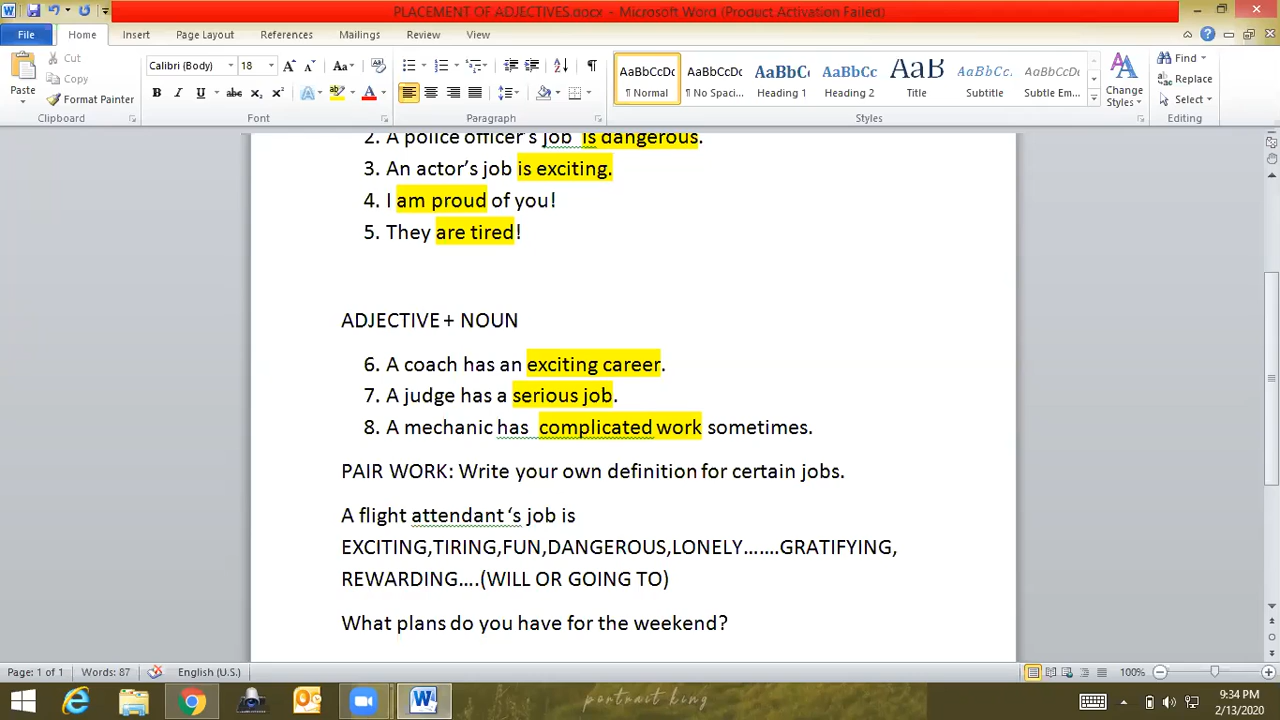 PLACEMENT OF ADJECTIVES.docx - Microsoft Word (Product Activation Failed)
File Home Insert Page Layout References Mailings Review View
Paste Cut Copy Format Painter Clipboard
Calibri (Body) 18 Font
Paragraph
AaBbCcDc ¶ Normal AaBbCcDc ¶ No Spaci... AaBbC Heading 1 AaBbCc Heading 2 AaB Title AaBbCc. Subtitle AaBbCcDc Subtle Em... Change Styles Styles
Find Replace Select Editing
2. A police officer’s job is dangerous.
3. An actor’s job is exciting.
4. I am proud of you!
5. They are tired!
ADJECTIVE + NOUN
6. A coach has an exciting career.
7. A judge has a serious job.
8. A mechanic has complicated work sometimes.
PAIR WORK: Write your own definition for certain jobs.
A flight attendant ‘s job is
EXCITING,TIRING,FUN,DANGEROUS,LONELY…….GRATIFYING,
REWARDING….(WILL OR GOING TO)
What plans do you have for the weekend?
Page: 1 of 1 Words: 87 English (U.S.) 100%
portrait king
9:34 PM
2/13/2020